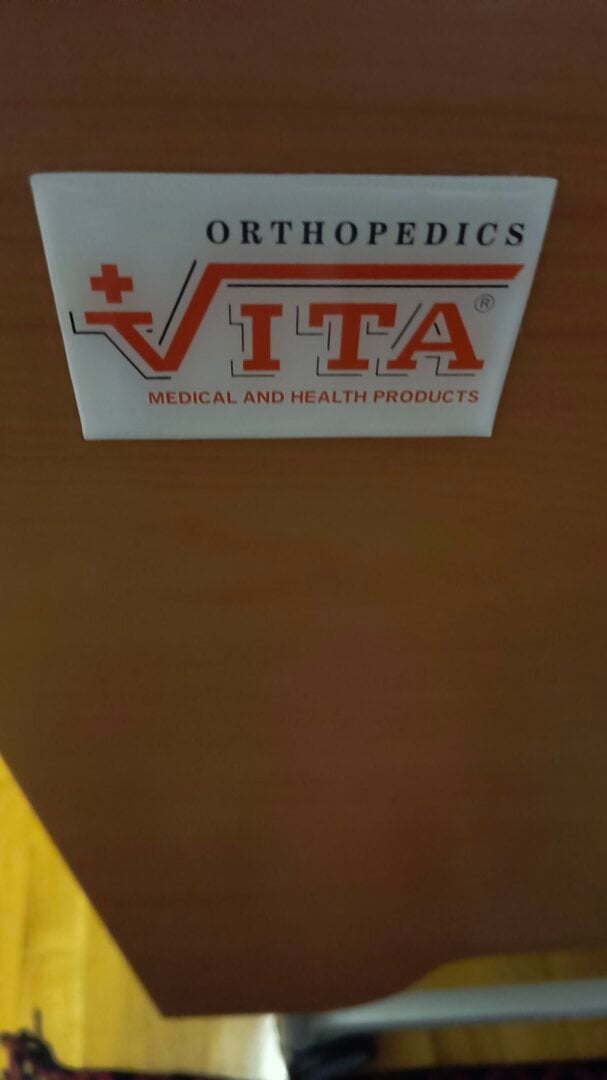 ORTHOPEDICS
VITA ®
MEDICAL AND HEALTH PRODUCTS